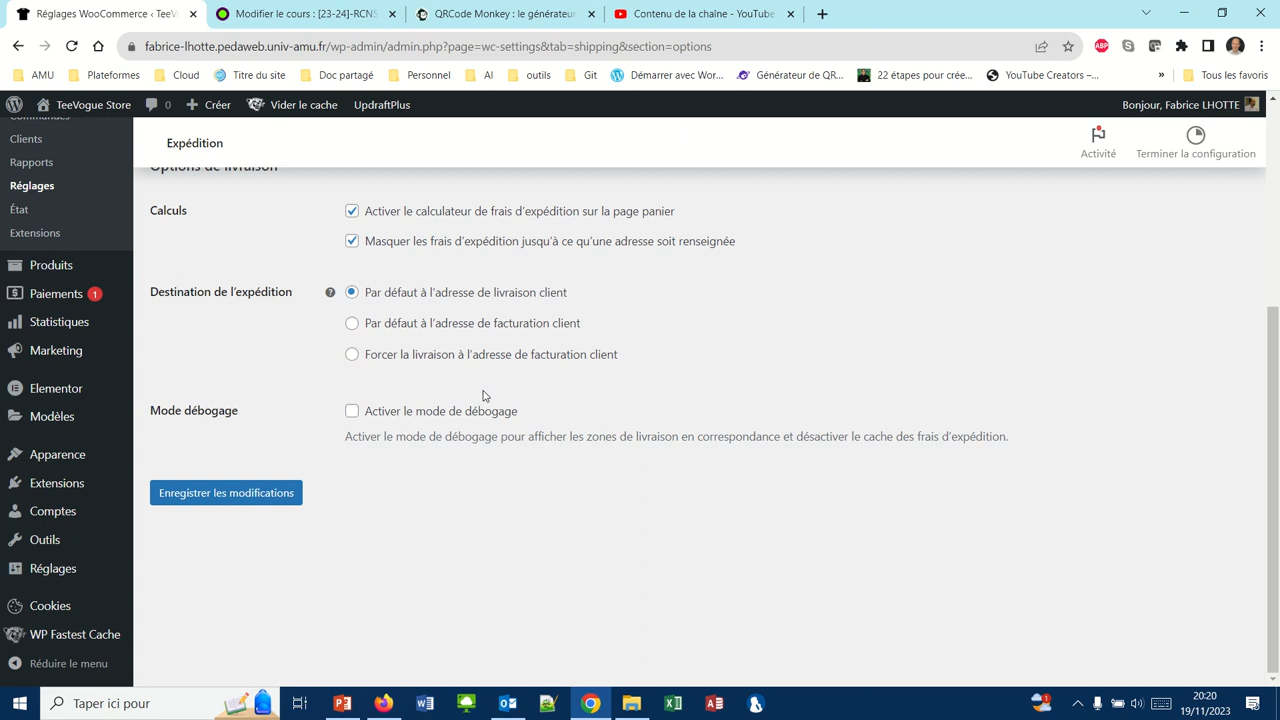 Réglages WooCommerce ‹ TeeV
Modifier le cours : [23-24]-RCNS
QRCode Monkey : le générateur
Contenu de la chaîne - YouTube
fabrice-lhotte.pedaweb.univ-amu.fr/wp-admin/admin.php?page=wc-settings&tab=shipping&section=options
ABP
AMU
Plateformes
Cloud
Titre du site
Doc partagé
Personnel
AI
outils
Git
Démarrer avec Wor...
Générateur de QR...
22 étapes pour crée...
YouTube Creators –...
»
Tous les favoris
TeeVogue Store
0
Créer
Vider le cache
UpdraftPlus
Bonjour, Fabrice LHOTTE
Commandes
Clients
Rapports
Réglages
État
Extensions
Produits
Paiements 1
Statistiques
Marketing
Elementor
Modèles
Apparence
Extensions
Comptes
Outils
Réglages
Cookies
WP Fastest Cache
Réduire le menu
Expédition
Activité
Terminer la configuration
Options de livraison
Calculs
Activer le calculateur de frais d'expédition sur la page panier
Masquer les frais d'expédition jusqu'à ce qu'une adresse soit renseignée
Destination de l'expédition
Par défaut à l'adresse de livraison client
Par défaut à l'adresse de facturation client
Forcer la livraison à l'adresse de facturation client
Mode débogage
Activer le mode de débogage
Activer le mode de débogage pour afficher les zones de livraison en correspondance et désactiver le cache des frais d'expédition.
Enregistrer les modifications
Taper ici pour
20:20
19/11/2023